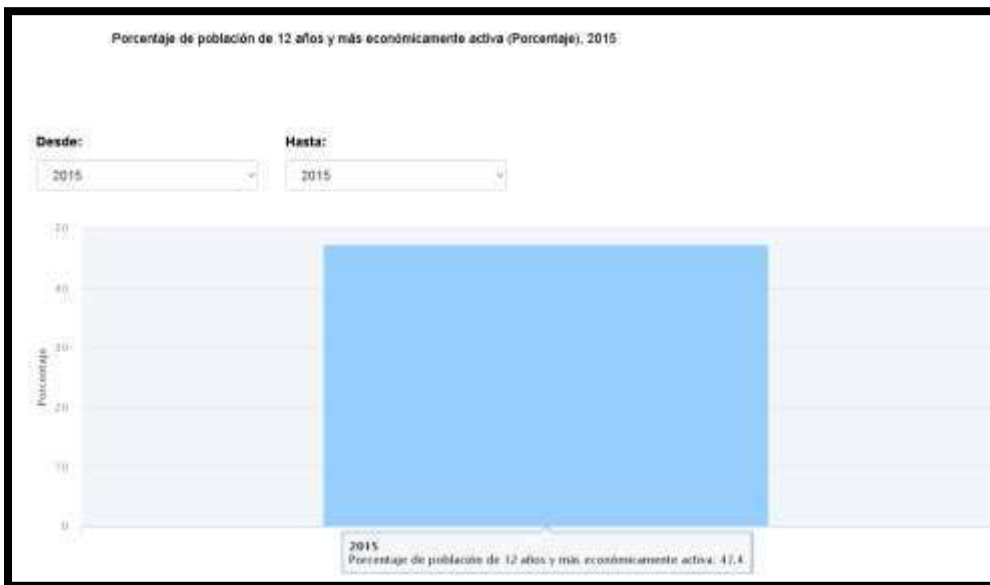 Porcentaje de población de 12 años y más económicamente activa (Porcentaje), 2015
Desde:
Hasta:
2015
2015
50
40
30
20
10
0
Porcentaje
2015
Porcentaje de población de 12 años y más económicamente activa, 47.4